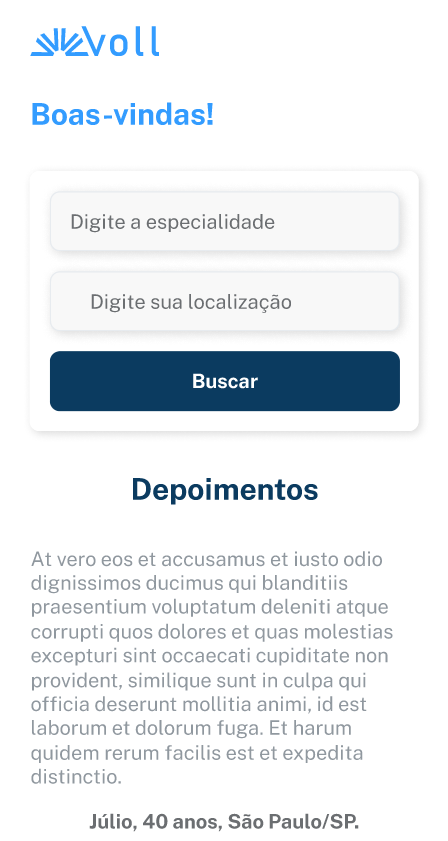 Voll
Boas-vindas!
Digite a especialidade
Digite sua localização
Buscar
Depoimentos
At vero eos et accusamus et iusto odio
dignissimos ducimus qui blanditiis
praesentium voluptatum deleniti atque
corrupti quos dolores et quas molestias
excepturi sint occaecati cupiditate non
provident, similique sunt in culpa qui
officia deserunt mollitia animi, id est
laborum et dolorum fuga. Et harum
quidem rerum facilis est et expedita
distinctio.
Júlio, 40 anos, São Paulo/SP.